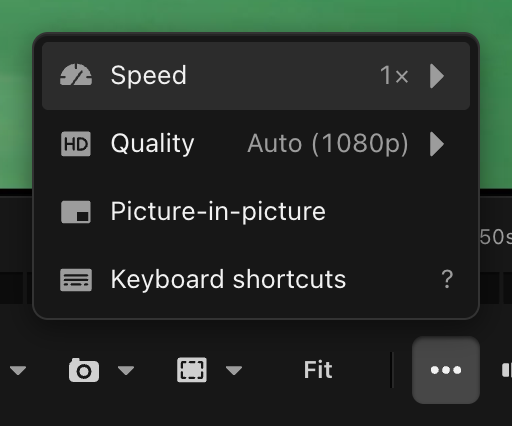 Speed 1×
HD Quality Auto (1080p)
Picture-in-picture
50s
Keyboard shortcuts ?
Fit